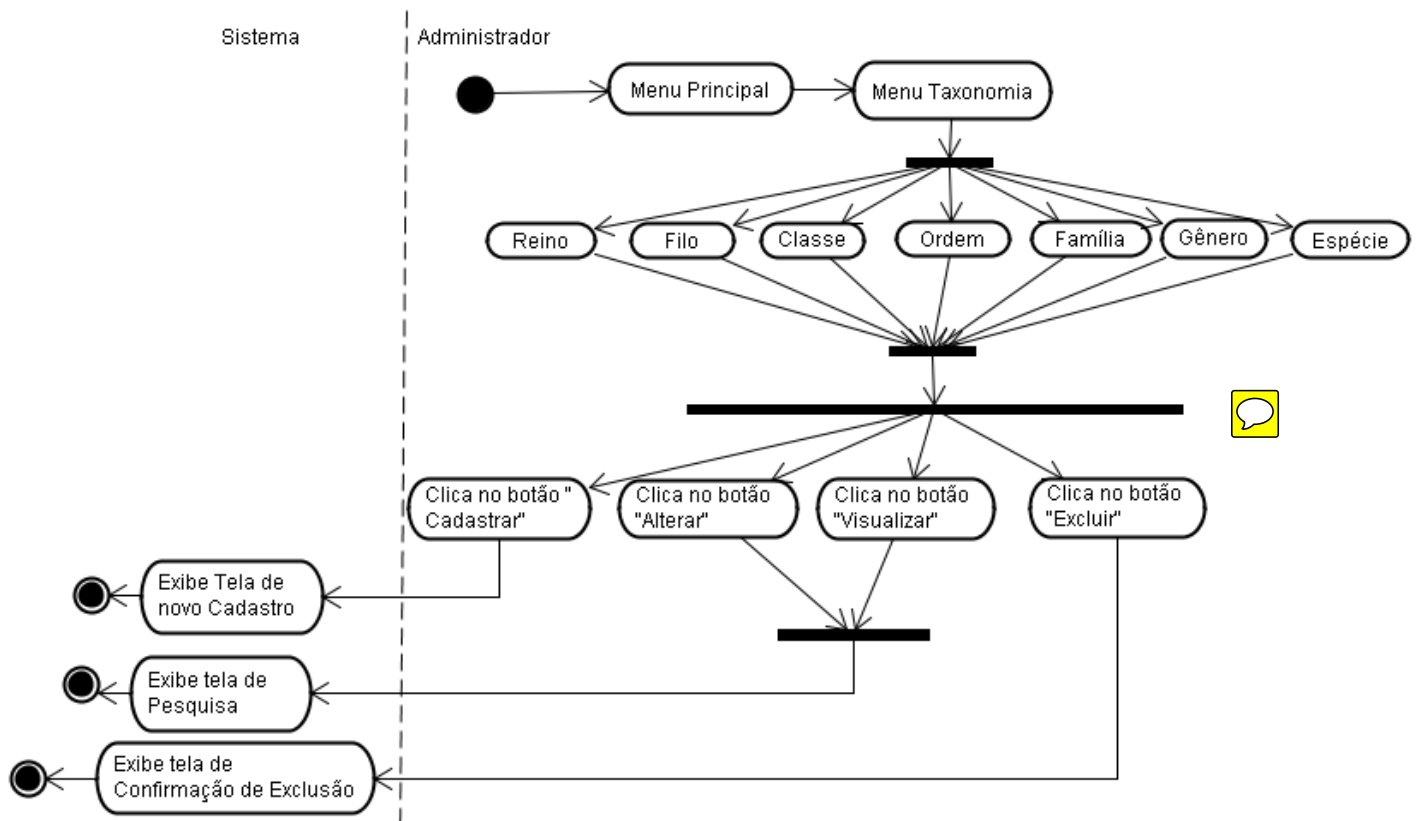 Sistema
Administrador
Menu Principal
Menu Taxonomia
Reino
Filo
Classe
Ordem
Família
Gênero
Espécie
Clica no botão "
Cadastrar"
Clica no botão
"Alterar"
Clica no botão
"Visualizar"
Clica no botão
"Excluir"
Exibe Tela de
novo Cadastro
Exibe tela de
Pesquisa
Exibe tela de
Confirmação de Exclusão